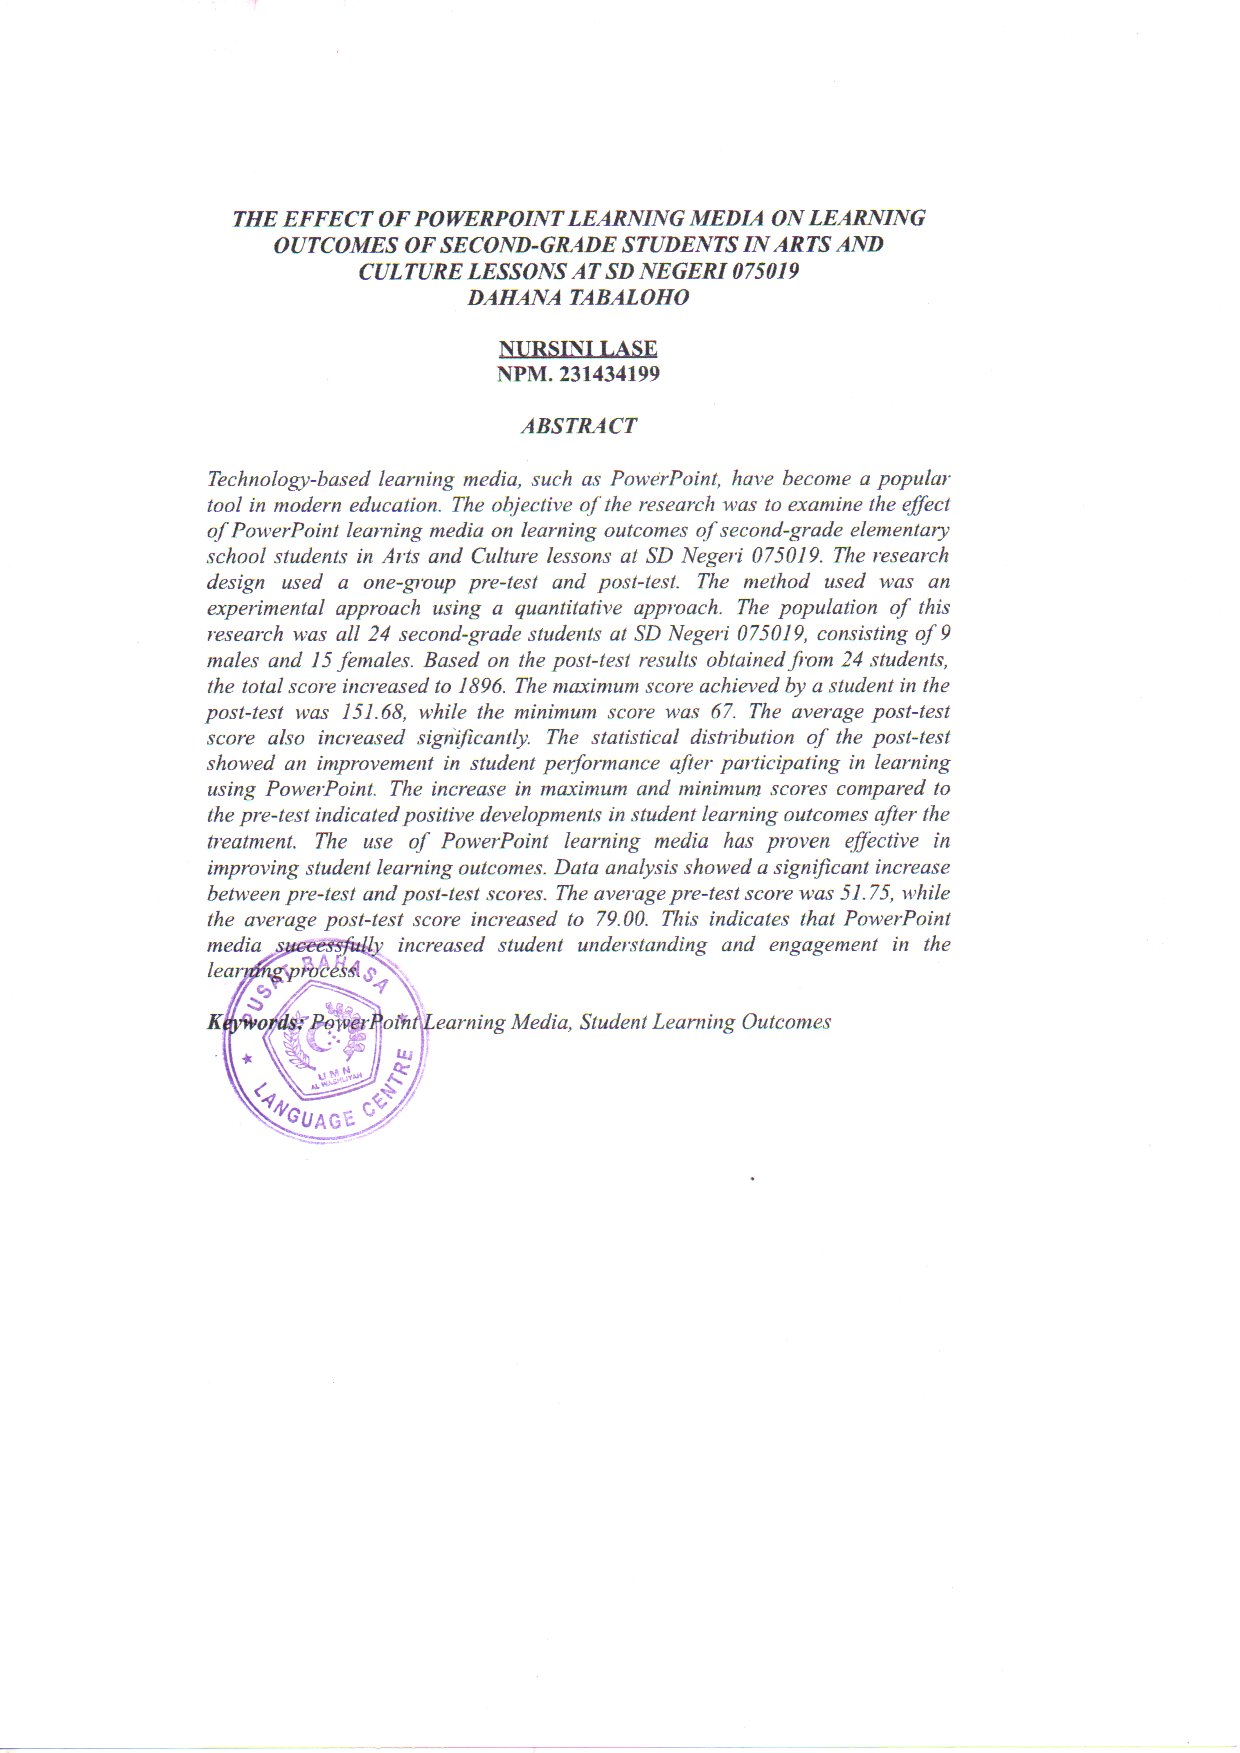 THE EFFECT OF POWERPOINT LEARNING MEDIA ON LEARNING
OUTCOMES OF SECOND-GRADE STUDENTS IN ARTS AND
CULTURE LESSONS AT SD NEGERI 075019
DAHANA TABALOHO
NURSINI LASE
NPM. 231434199
ABSTRACT
Technology-based learning media, such as PowerPoint, have become a popular
tool in modern education. The objective of the research was to examine the effect
of PowerPoint learning media on learning outcomes of second-grade elementary
school students in Arts and Culture lessons at SD Negeri 075019. The research
design used a one-group pre-test and post-test. The method used was an
experimental approach using a quantitative approach. The population of this
research was all 24 second-grade students at SD Negeri 075019, consisting of 9
males and 15 females. Based on the post-test results obtained from 24 students,
the total score increased to 1896. The maximum score achieved by a student in the
post-test was 151.68, while the minimum score was 67. The average post-test
score also increased significantly. The statistical distribution of the post-test
showed an improvement in student performance after participating in learning
using PowerPoint. The increase in maximum and minimum scores compared to
the pre-test indicated positive developments in student learning outcomes after the
treatment. The use of PowerPoint learning media has proven effective in
improving student learning outcomes. Data analysis showed a significant increase
between pre-test and post-test scores. The average pre-test score was 51.75, while
the average post-test score increased to 79.00. This indicates that PowerPoint
media successfully increased student understanding and engagement in the
learning process.
Keywords: PowerPoint Learning Media, Student Learning Outcomes
PUSAT BAHASA
UMN
AL WASHLIYAH
LANGUAGE CENTRE